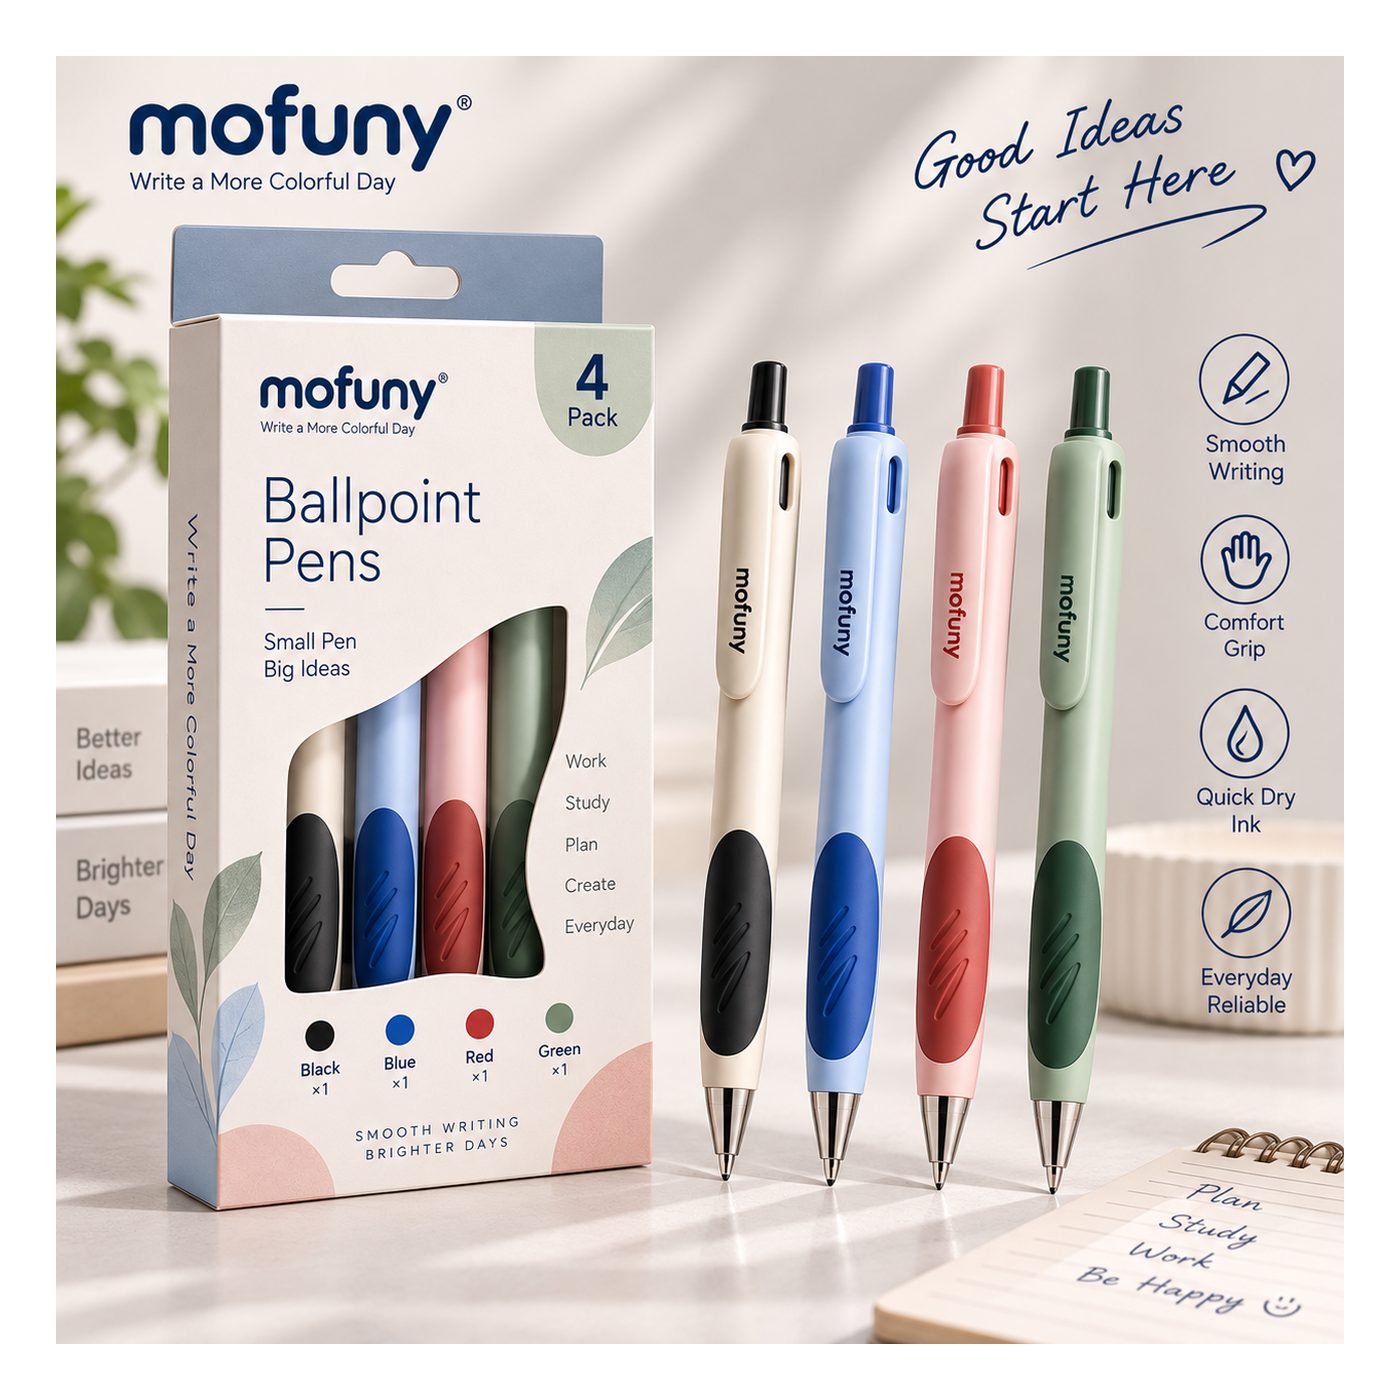 mofuny®
Write a More Colorful Day
Good Ideas
Start Here
mofuny®
Write a More Colorful Day
4
Pack
Ballpoint
Pens
Small Pen
Big Ideas
Write a More Colorful Day
Work
Study
Plan
Create
Everyday
Black
×1
Blue
×1
Red
×1
Green
×1
SMOOTH WRITING
BRIGHTER DAYS
Better
Ideas
Brighter
Days
mofuny
mofuny
mofuny
mofuny
Smooth
Writing
Comfort
Grip
Quick Dry
Ink
Everyday
Reliable
Plan
Study
Work
Be Happy